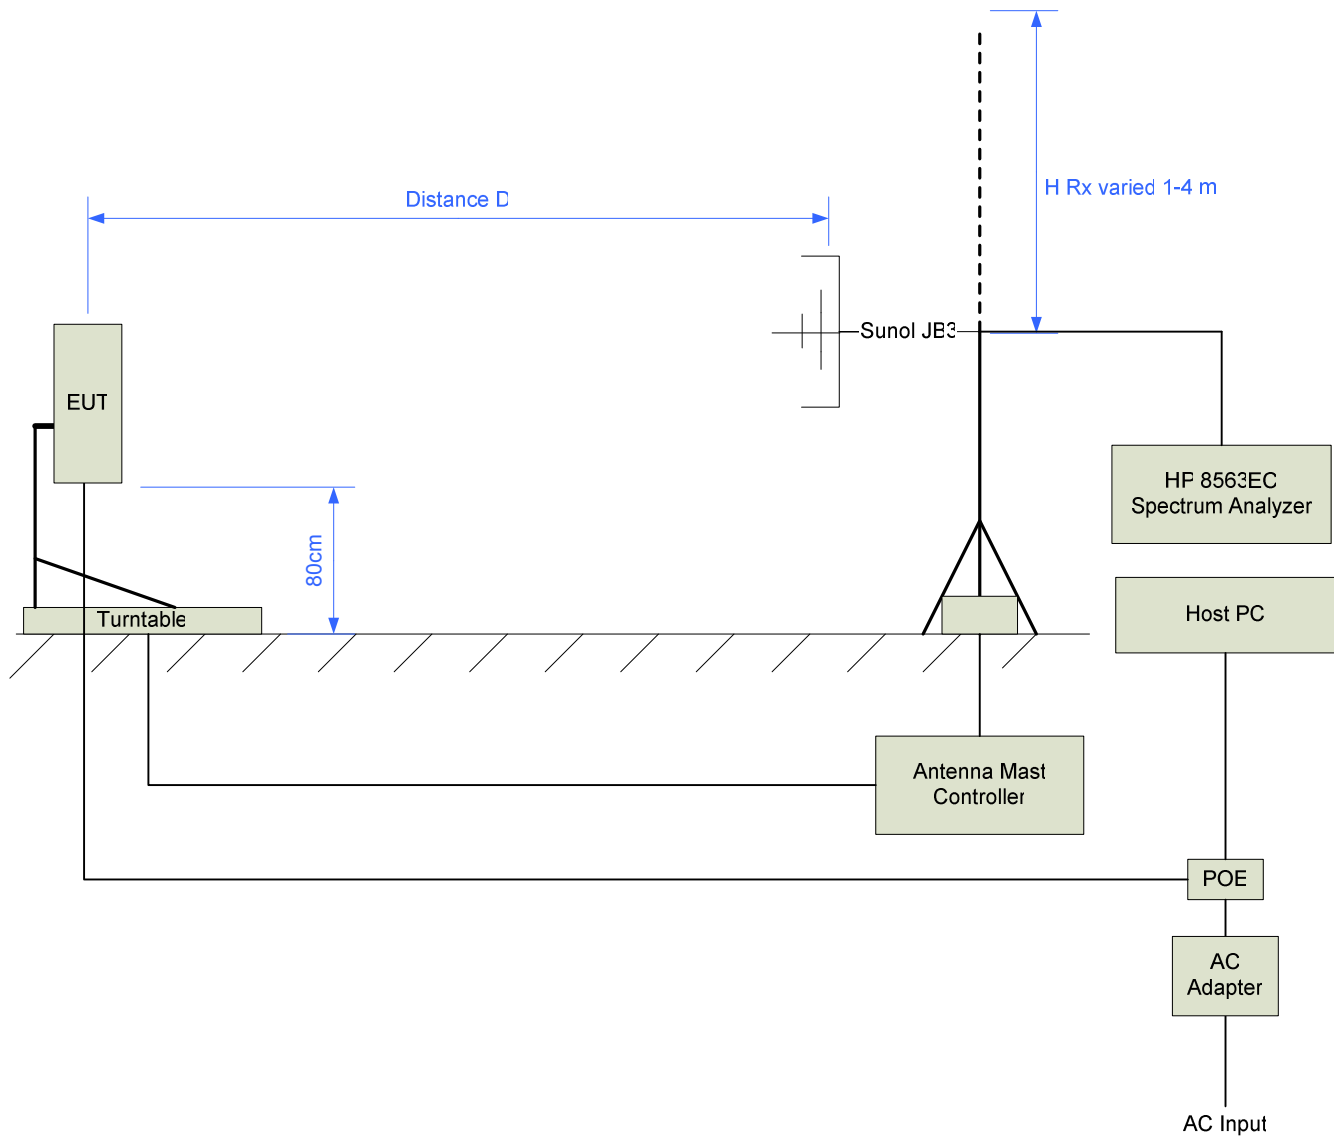 H Rx varied 1-4 m
Distance D
Sunol JB3
EUT
HP 8563EC
Spectrum Analyzer
80cm
Turntable
Host PC
Antenna Mast
Controller
POE
AC
Adapter
AC Input